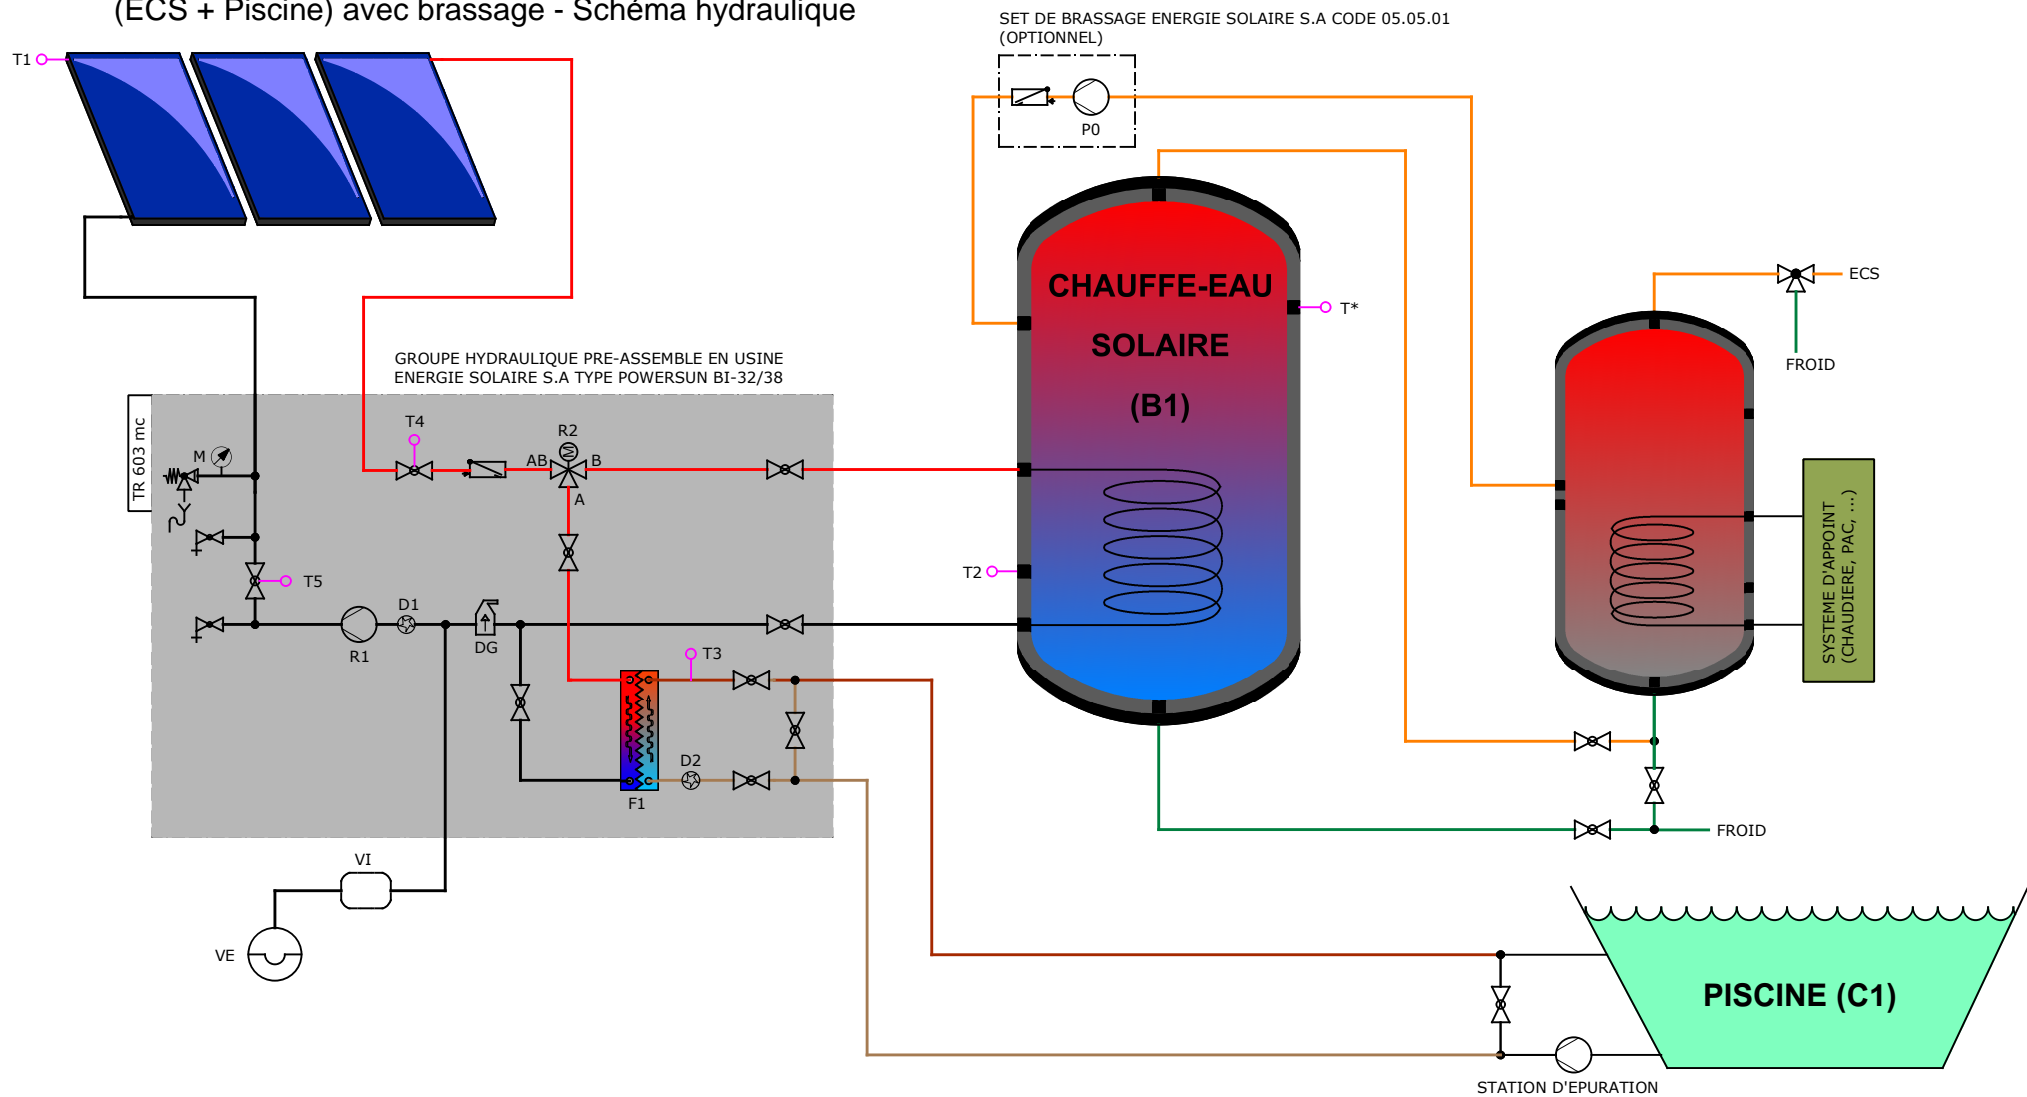 (ECS + Piscine) avec brassage - Schéma hydraulique
SET DE BRASSAGE ENERGIE SOLAIRE S.A CODE 05.05.01
(OPTIONNEL)
T1
P0
CHAUFFE-EAU
SOLAIRE
(B1)
T*
ECS
FROID
GROUPE HYDRAULIQUE PRE-ASSEMBLE EN USINE
ENERGIE SOLAIRE S.A TYPE POWERSUN BI-32/38
TR 603 mc
M
T4
R2
M
AB
B
A
T5
T2
R1
D1
DG
T3
D2
F1
SYSTEME D'APPOINT
(CHAUDIERE, PAC, ...)
FROID
VI
VE
PISCINE (C1)
STATION D'EPURATION